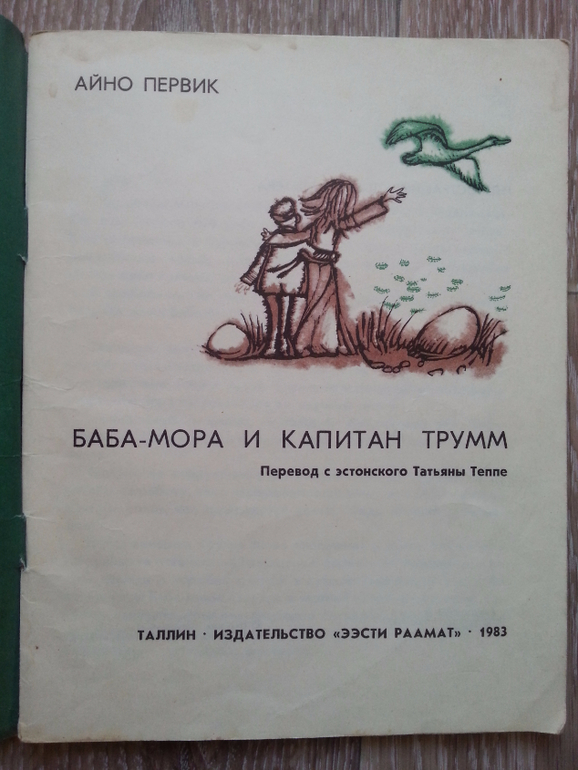 АЙНО ПЕРВИК
БАБА-МОРА И КАПИТАН ТРУММ
Перевод с эстонского Татьяны Теппе
ТАЛЛИН · ИЗДАТЕЛЬСТВО «ЭЭСТИ РААМАТ» · 1983